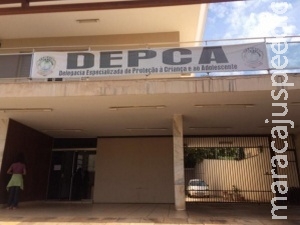 DEPCA
Delegacia Especializada de Proteção à Criança e ao Adolescente
maracajuspeed